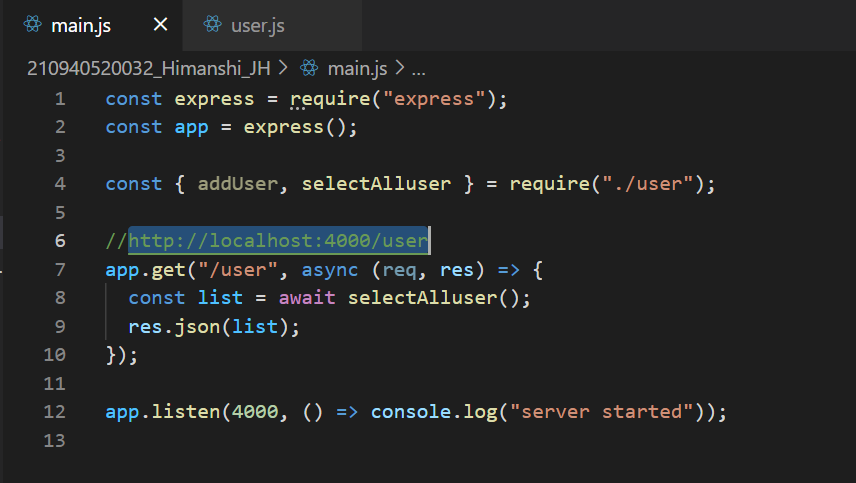 main.js × user.js
210940520032_Himanshi_JH > main.js > ...
1 const express = require("express");
2 const app = express();
3
4 const { addUser, selectAlluser } = require("./user");
5
6 //http://localhost:4000/user
7 app.get("/user", async (req, res) => {
8   const list = await selectAlluser();
9   res.json(list);
10 });
11
12 app.listen(4000, () => console.log("server started"));
13